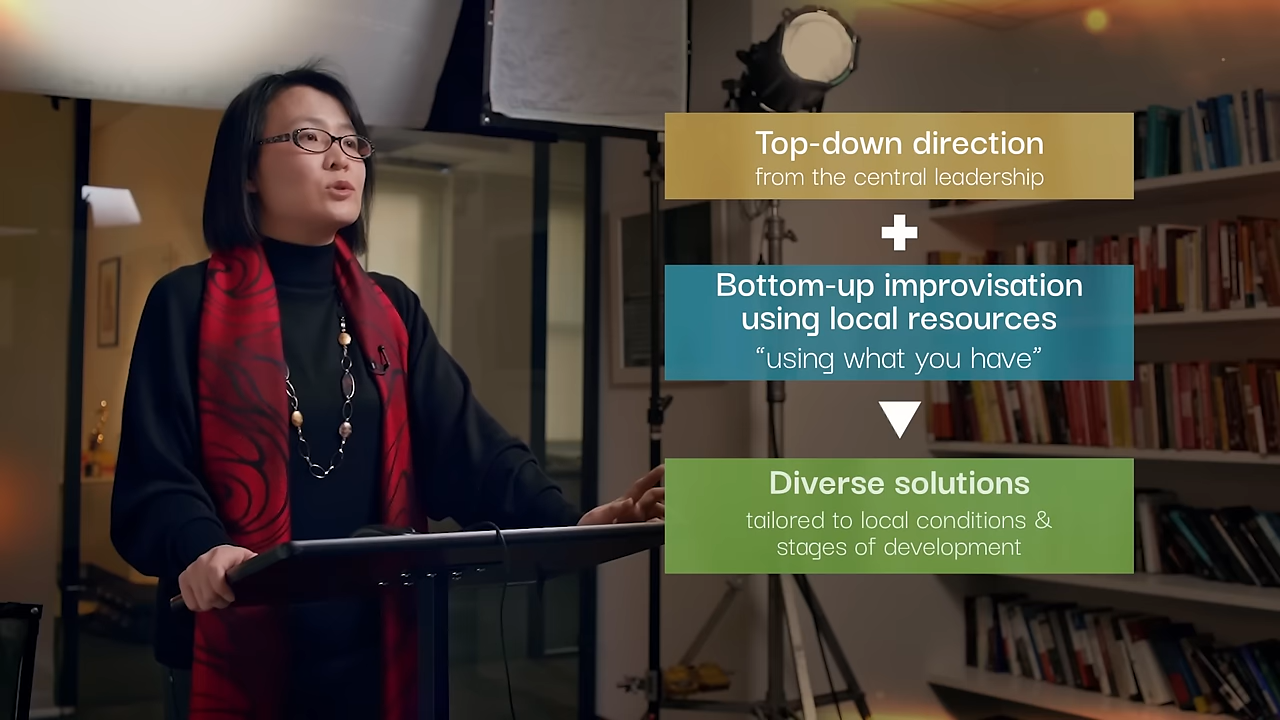 Top-down direction
from the central leadership
Bottom-up improvisation
using local resources
“using what you have”
Diverse solutions
tailored to local conditions &
stages of development